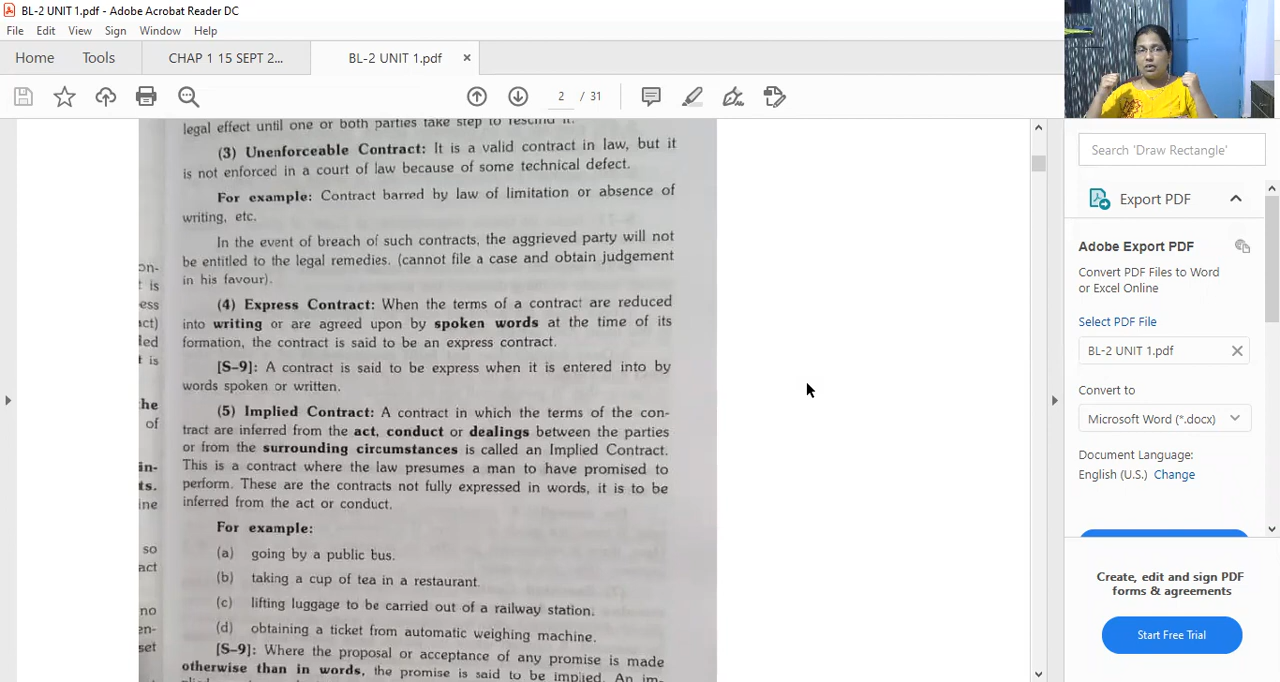 BL-2 UNIT 1.pdf - Adobe Acrobat Reader DC
File Edit View Sign Window Help
Home Tools CHAP 1 15 SEPT 2... BL-2 UNIT 1.pdf ×
2 / 31
legal effect until one or both parties take step to rescind it.
(3) Unenforceable Contract: It is a valid contract in law, but it
is not enforced in a court of law because of some technical defect.
For example: Contract barred by law of limitation or absence of
writing, etc.
In the event of breach of such contracts, the aggrieved party will not
be entitled to the legal remedies. (cannot file a case and obtain judgement
in his favour).
(4) Express Contract: When the terms of a contract are reduced
into writing or are agreed upon by spoken words at the time of its
formation, the contract is said to be an express contract.
[S-9]: A contract is said to be express when it is entered into by
words spoken or written.
(5) Implied Contract: A contract in which the terms of the con-
tract are inferred from the act, conduct or dealings between the parties
or from the surrounding circumstances is called an Implied Contract.
This is a contract where the law presumes a man to have promised to
perform. These are the contracts not fully expressed in words, it is to be
inferred from the act or conduct.
For example:
(a) going by a public bus.
(b) taking a cup of tea in a restaurant.
(c) lifting luggage to be carried out of a railway station.
(d) obtaining a ticket from automatic weighing machine.
[S-9]: Where the proposal or acceptance of any promise is made
otherwise than in words, the promise is said to be implied. An im-
on-
t is
ess
act)
led
t is
he
of
in-
ts.
ine
so
act
no
en-
set
Search 'Draw Rectangle'
Export PDF
Adobe Export PDF
Convert PDF Files to Word
or Excel Online
Select PDF File
BL-2 UNIT 1.pdf
Convert to
Microsoft Word (*.docx)
Document Language:
English (U.S.) Change
Create, edit and sign PDF
forms & agreements
Start Free Trial